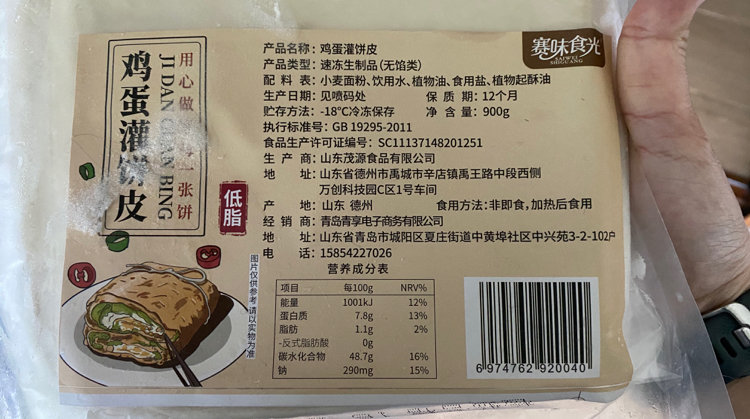 赛味食光
SAIWEI
SHIGUANG
用心做 一张饼
JI DAN GUAN BING
鸡蛋灌饼皮
低脂
图片仅供参考 请以实物为准
产品名称：鸡蛋灌饼皮
产品类型：速冻生制品（无馅类）
配 料 表：小麦面粉、饮用水、植物油、食用盐、植物起酥油
生产日期：见喷码处 保 质 期：12个月
贮存方法：-18℃冷冻保存 净 含 量：900g
执行标准号：GB 19295-2011
食品生产许可证编号：SC11137148201251
生 产 商：山东茂源食品有限公司
地 址：山东省德州市禹城市辛店镇禹王路中段西侧
万创科技园C区1号车间
产 地：山东 德州 食用方法：非即食，加热后食用
经 销 商：青岛青享电子商务有限公司
地 址：山东省青岛市城阳区夏庄街道中黄埠社区中兴苑3-2-102户
电 话：15854227026
营养成分表
项目 每100g NRV%
能量 1001kJ 12%
蛋白质 7.8g 13%
脂肪 1.1g 2%
-反式脂肪酸 0g
碳水化合物 48.7g 16%
钠 290mg 15%
6 974762 920040